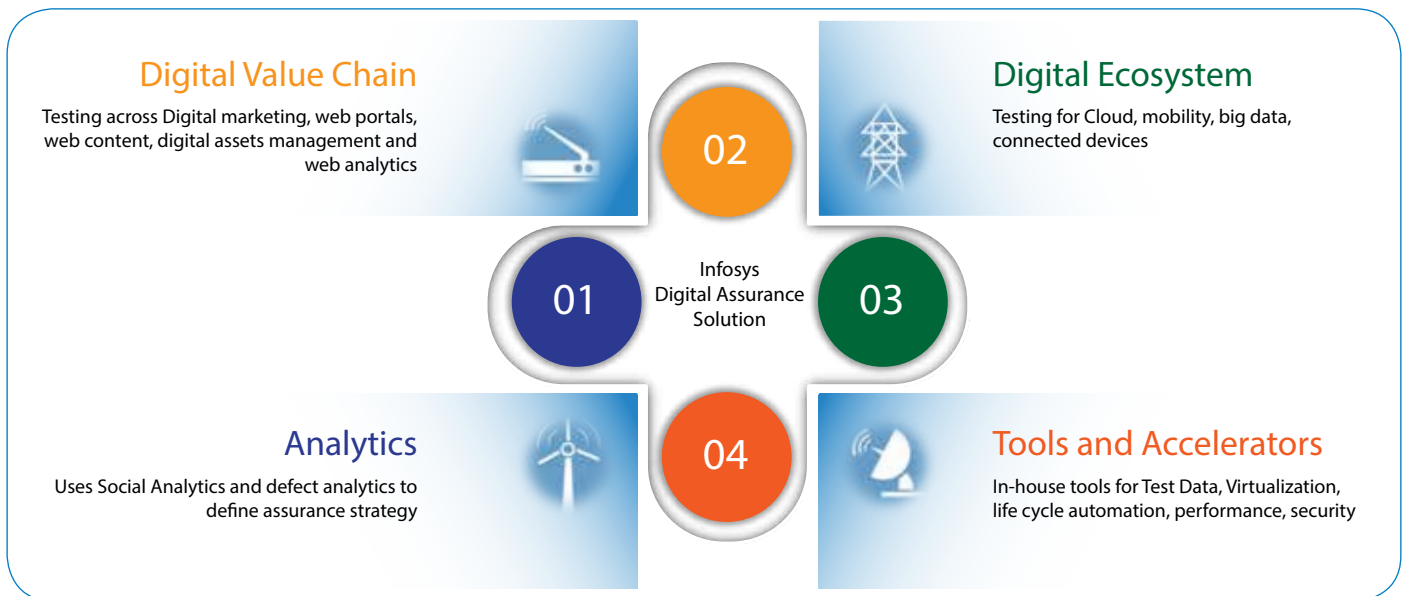 Digital Value Chain
Testing across Digital marketing, web portals,
web content, digital assets management and
web analytics
02
Digital Ecosystem
Testing for Cloud, mobility, big data,
connected devices
01
Infosys
Digital Assurance
Solution
03
Analytics
Uses Social Analytics and defect analytics to
define assurance strategy
04
Tools and Accelerators
In-house tools for Test Data, Virtualization,
life cycle automation, performance, security